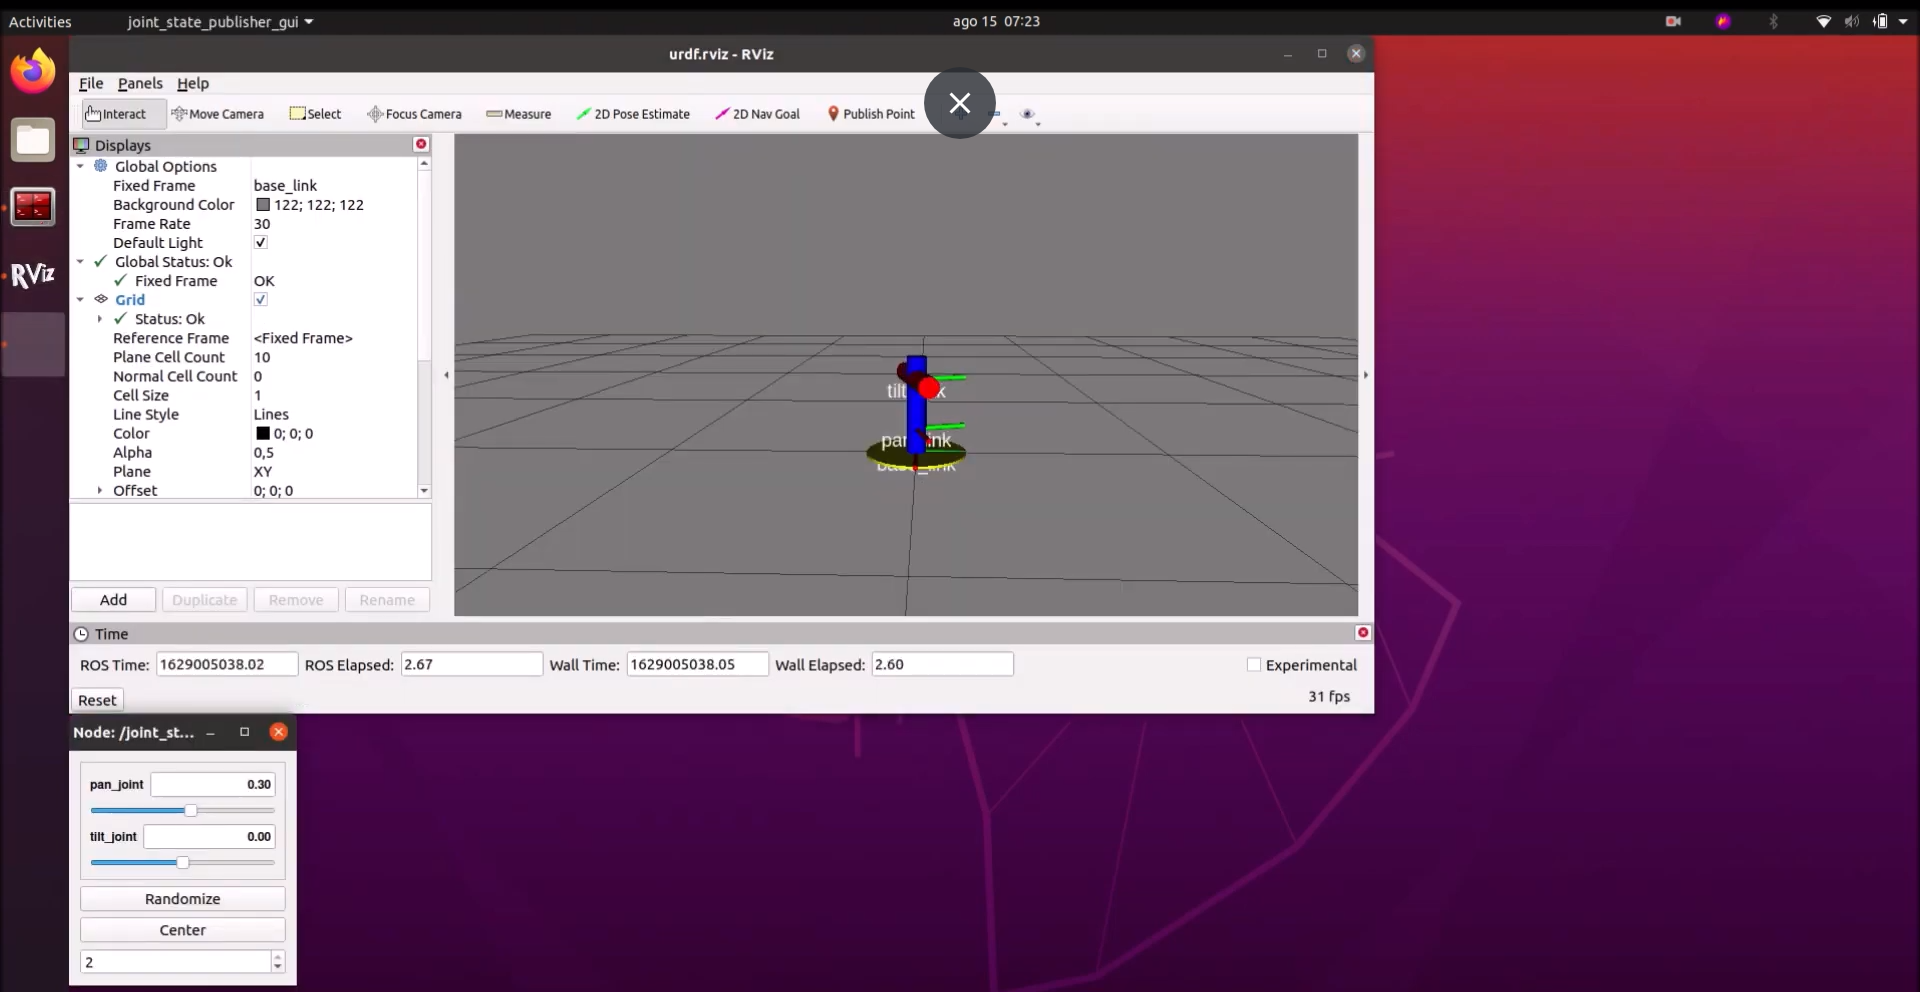 Activities
joint_state_publisher_gui
ago 15 07:23
urdf.rviz - RViz
File Panels Help
Interact Move Camera Select Focus Camera Measure 2D Pose Estimate 2D Nav Goal Publish Point
Displays
Global Options
Fixed Frame base_link
Background Color 122; 122; 122
Frame Rate 30
Default Light
Global Status: Ok
Fixed Frame OK
Grid
Status: Ok
Reference Frame <Fixed Frame>
Plane Cell Count 10
Normal Cell Count 0
Cell Size 1
Line Style Lines
Color 0; 0; 0
Alpha 0,5
Plane XY
Offset 0; 0; 0
Add Duplicate Remove Rename
RViz
Time
ROS Time: 1629005038.02 ROS Elapsed: 2.67 Wall Time: 1629005038.05 Wall Elapsed: 2.60 Experimental
Reset 31 fps
Node: /joint_st...
pan_joint 0.30
tilt_joint 0.00
Randomize
Center
2